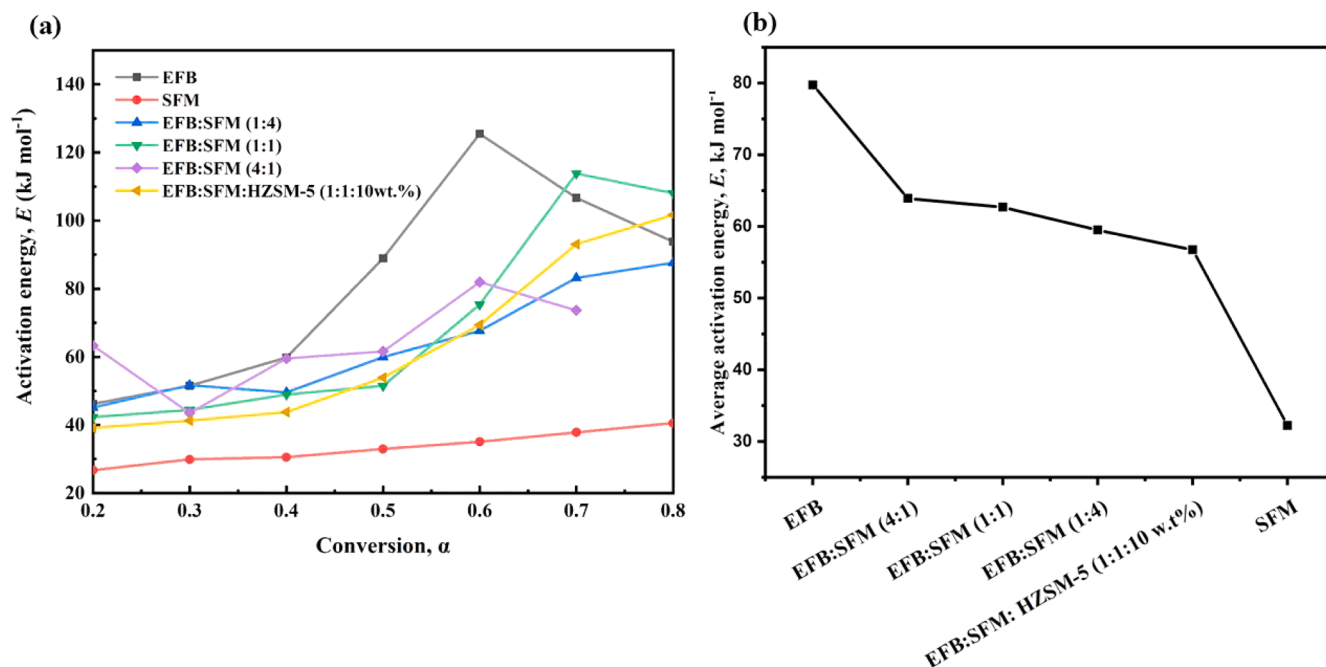 (a)
Activation energy, E (kJ mol⁻¹)
140
120
100
80
60
40
20
EFB
SFM
EFB:SFM (1:4)
EFB:SFM (1:1)
EFB:SFM (4:1)
EFB:SFM:HZSM-5 (1:1:10wt.%)
0.2
0.3
0.4
0.5
0.6
0.7
0.8
Conversion, α
(b)
Average activation energy, E, kJ mol⁻¹
80
70
60
50
40
30
EFB
EFB:SFM (4:1)
EFB:SFM (1:1)
EFB:SFM (1:4)
EFB:SFM: HZSM-5 (1:1:10 w.t%)
SFM